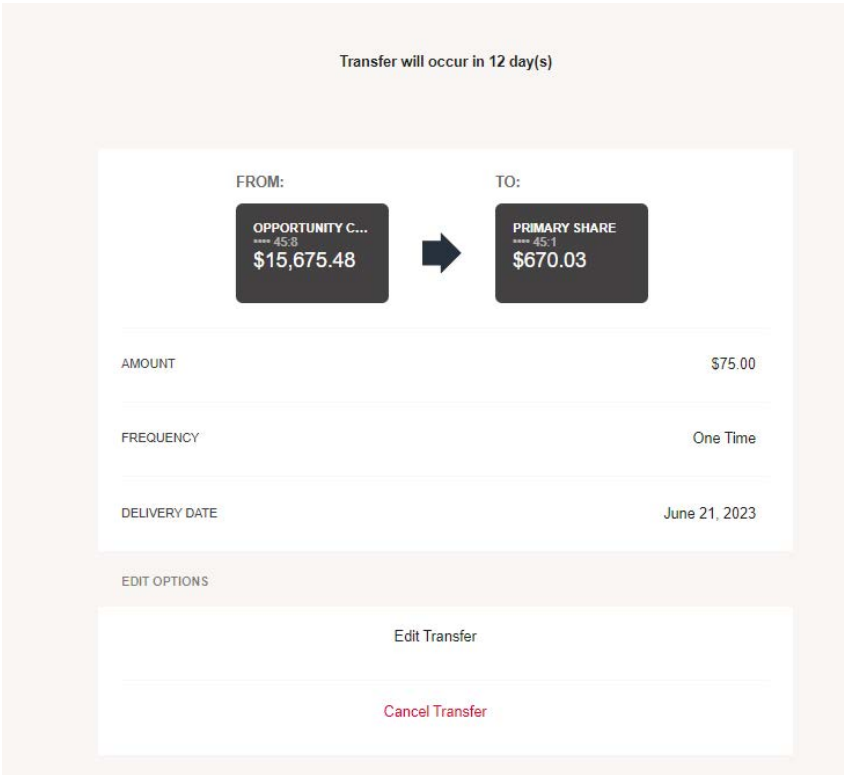 Transfer will occur in 12 day(s)
FROM:
TO:
OPPORTUNITY C...
**** 45:8
$15,675.48
PRIMARY SHARE
**** 45:1
$670.03
AMOUNT
$75.00
FREQUENCY
One Time
DELIVERY DATE
June 21, 2023
EDIT OPTIONS
Edit Transfer
Cancel Transfer